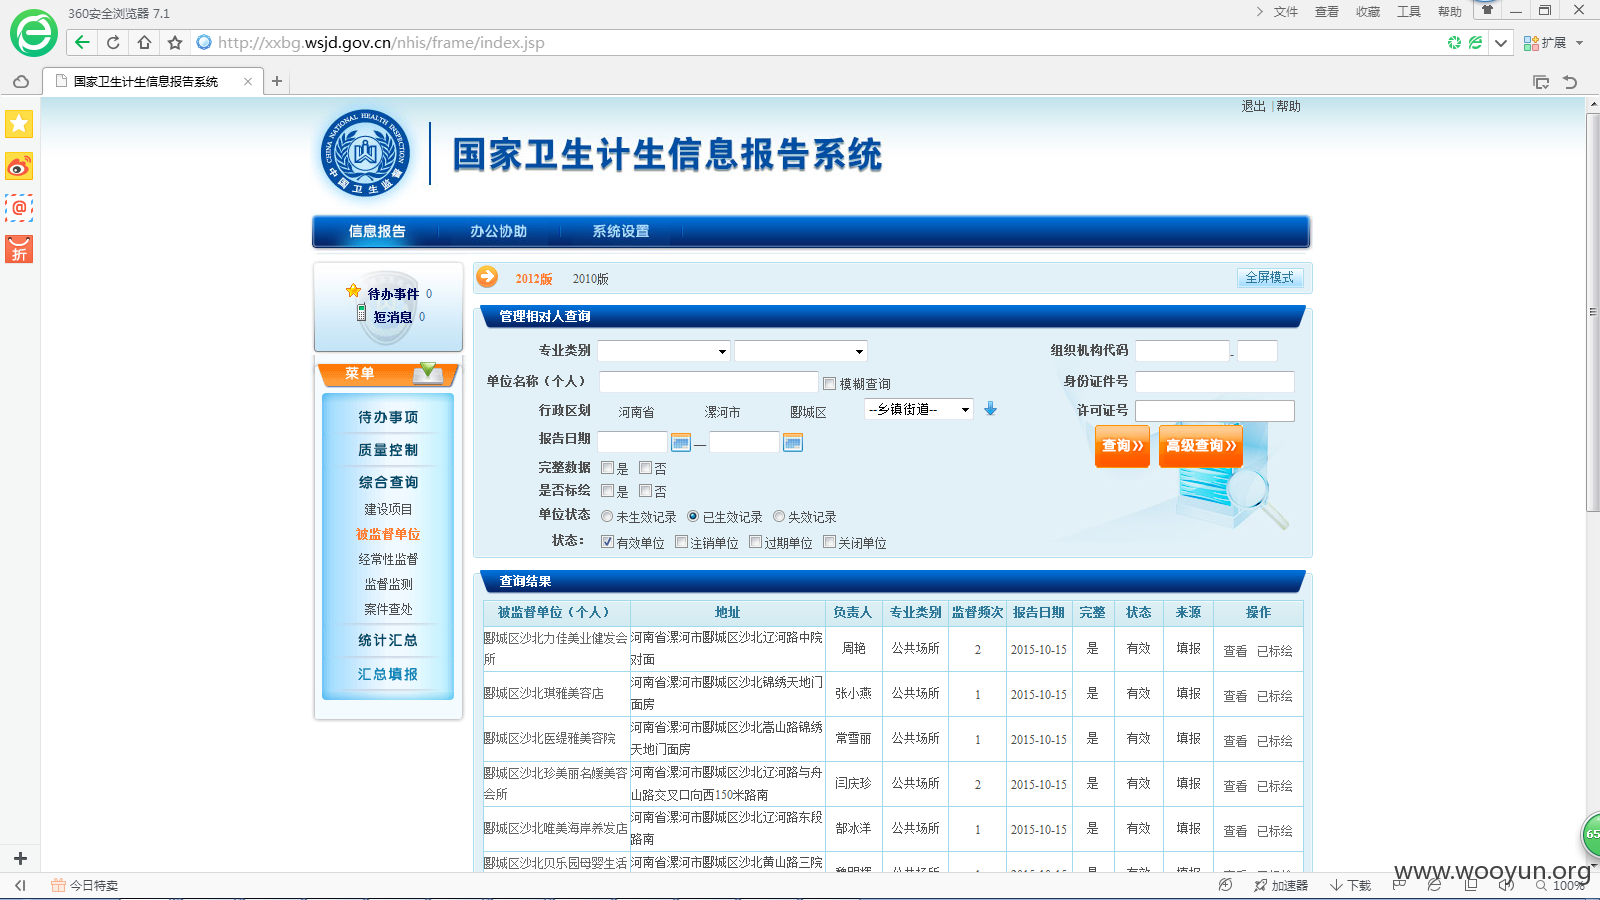 360安全浏览器 7.1
文件 查看 收藏 工具 帮助
http://xxbg.wsjd.gov.cn/nhis/frame/index.jsp
扩展
国家卫生计生信息报告系统
退出 | 帮助
CHINA NATIONAL HEALTH INSPECTION
中国卫生监督
国家卫生计生信息报告系统
信息报告 办公协助 系统设置
待办事件 0
短消息 0
2012版 2010版 全屏模式
菜单
待办事项
质量控制
综合查询
建设项目
被监督单位
经常性监督
监督监测
案件查处
统计汇总
汇总填报
管理相对人查询
专业类别 组织机构代码 -
单位名称（个人） 模糊查询 身份证件号
行政区划 河南省 漯河市 郾城区 --乡镇街道-- 许可证号
报告日期 — 查询 高级查询
完整数据 是 否
是否标绘 是 否
单位状态 未生效记录 已生效记录 失效记录
状态： 有效单位 注销单位 过期单位 关闭单位
查询结果
被监督单位（个人） 地址 负责人 专业类别 监督频次 报告日期 完整 状态 来源 操作
郾城区沙北力佳美业健发会所 河南省漯河市郾城区沙北辽河路中院对面 周艳 公共场所 2 2015-10-15 是 有效 填报 查看 已标绘
郾城区沙北琪雅美容店 河南省漯河市郾城区沙北锦绣天地门面房 张小燕 公共场所 1 2015-10-15 是 有效 填报 查看 已标绘
郾城区沙北医缇雅美容院 河南省漯河市郾城区沙北嵩山路锦绣天地门面房 常雪丽 公共场所 1 2015-10-15 是 有效 填报 查看 已标绘
郾城区沙北珍美丽名媛美容会所 河南省漯河市郾城区沙北辽河路与舟山路交叉口向西150米路南 闫庆珍 公共场所 2 2015-10-15 是 有效 填报 查看 已标绘
郾城区沙北唯美海岸养发店 河南省漯河市郾城区沙北辽河路东段路南 郜冰洋 公共场所 1 2015-10-15 是 有效 填报 查看 已标绘
郾城区沙北贝乐园母婴生活 河南省漯河市郾城区沙北黄山路三院
折
65
www.wooyun.org
今日特卖 加速器 下载 100%